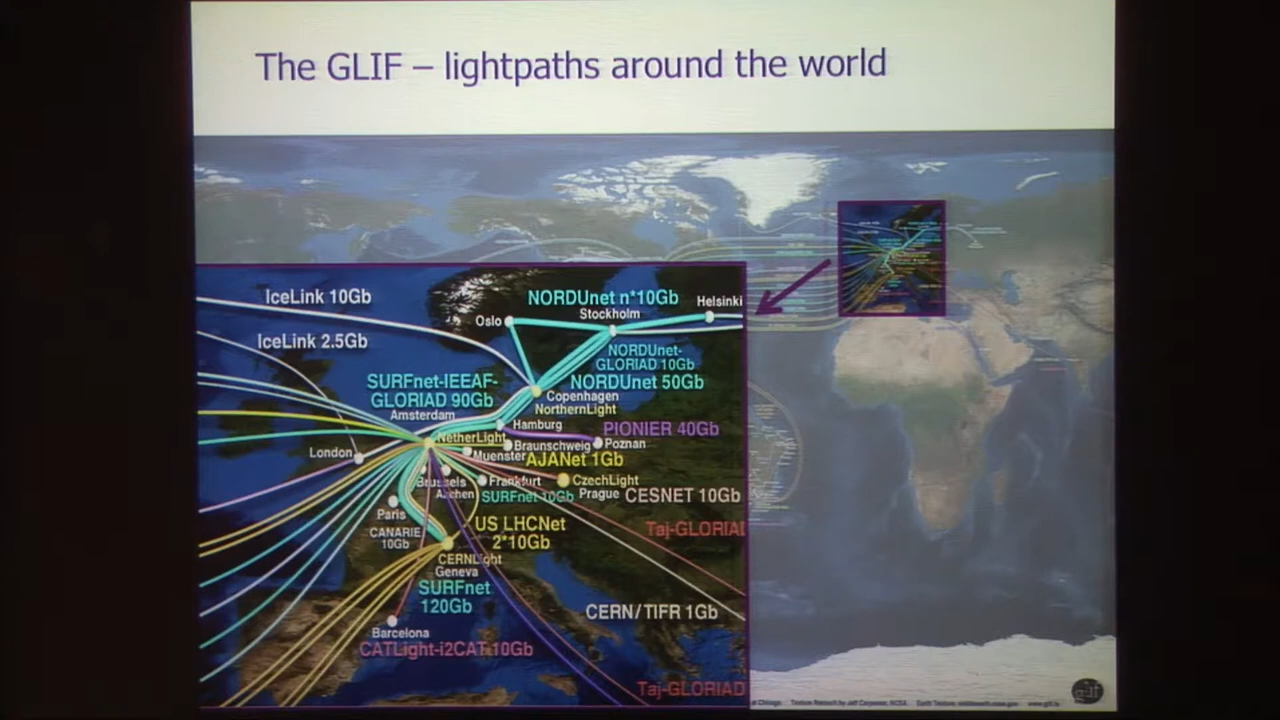 The GLIF – lightpaths around the world
IceLink 10Gb
NORDUnet n*10Gb
Helsinki
Stockholm
Oslo
IceLink 2.5Gb
NORDUnet-
GLORIAD 10Gb
SURFnet-IEEAF-
GLORIAD 90Gb
NORDUnet 50Gb
Copenhagen
NorthernLight
Amsterdam
Hamburg
PIONIER 40Gb
NetherLight
Braunschweig
Poznan
London
Muenster
AJANet 1Gb
Brussels
Frankfurt
CzechLight
Aachen
SURFnet 10Gb
Prague
CESNET 10Gb
Paris
US LHCNet
2*10Gb
Taj-GLORIAD
CANARIE
10Gb
CERNLight
Geneva
SURFnet
120Gb
CERN/TIFR 1Gb
Barcelona
CATLight-i2CAT 10Gb
Taj-GLORIAD
glif